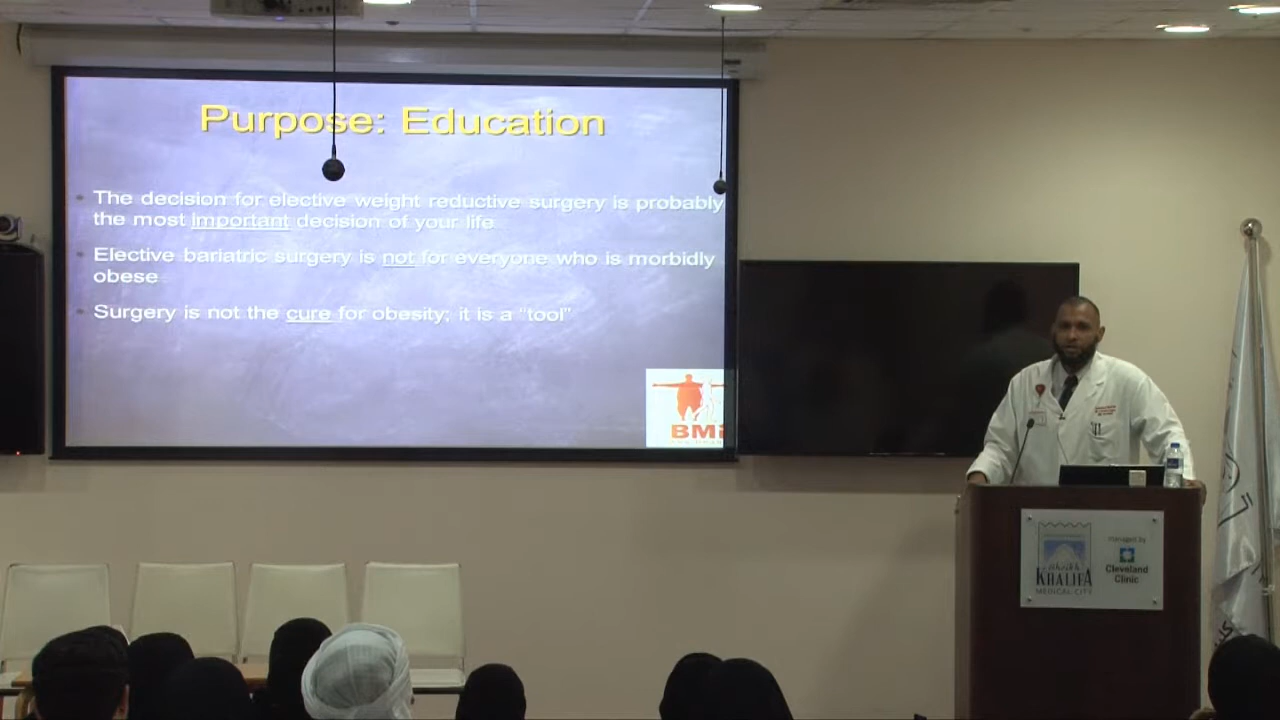 Purpose: Education
The decision for elective weight reductive surgery is probably
the most important decision of your life
Elective bariatric surgery is not for everyone who is morbidly
obese
Surgery is not the cure for obesity; it is a "tool"
BMI
managed by
Cleveland
Clinic
KHALIFA
MEDICAL CITY